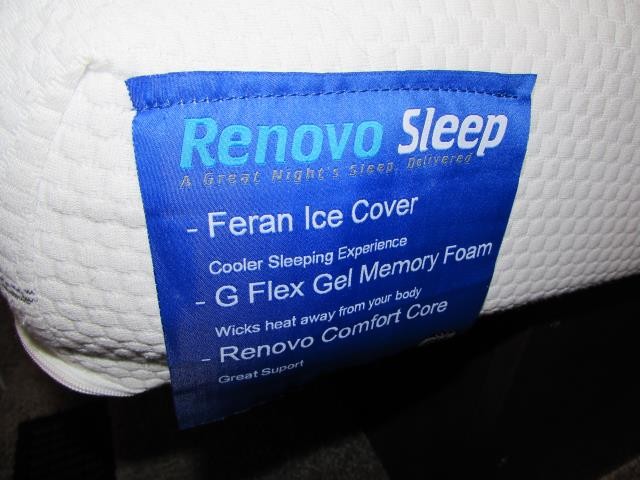 Renovo Sleep
A Great Night's Sleep, Delivered
- Feran Ice Cover
Cooler Sleeping Experience
- G Flex Gel Memory Foam
Wicks heat away from your body
- Renovo Comfort Core
Great Suport